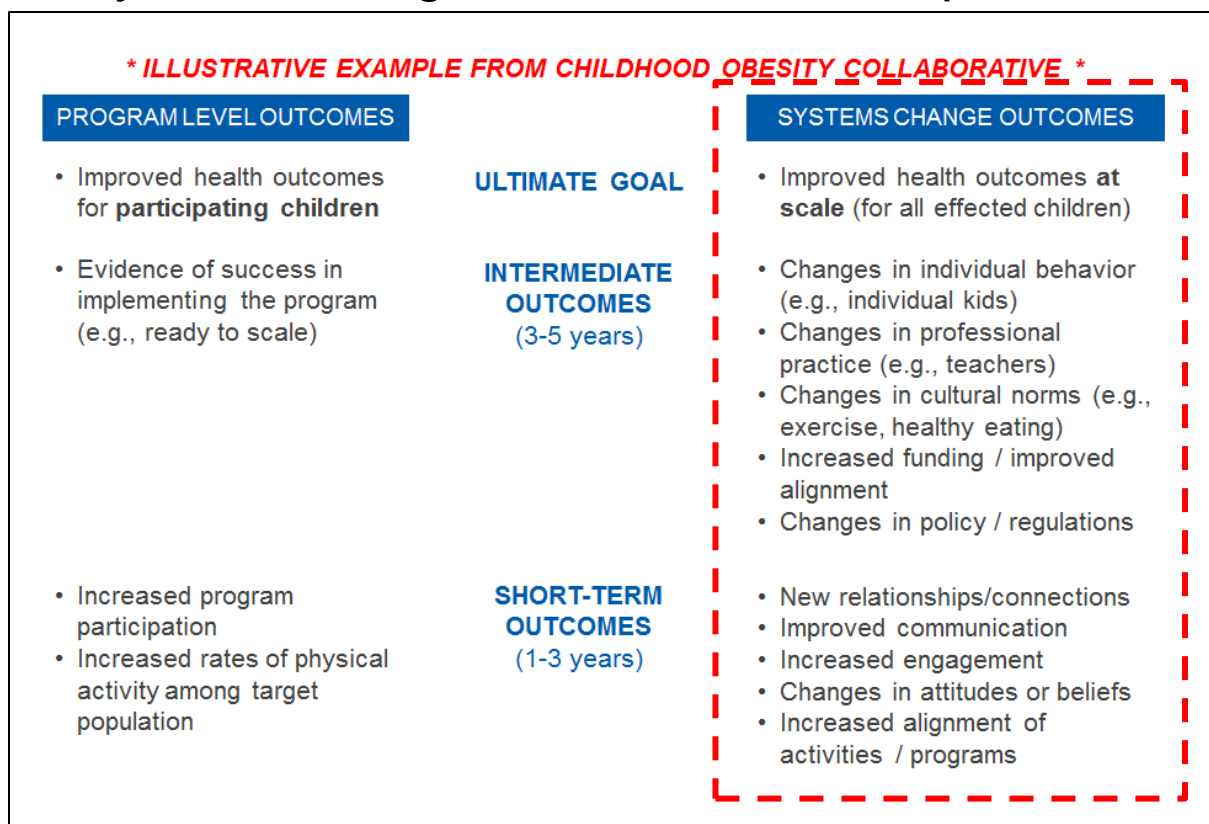 * ILLUSTRATIVE EXAMPLE FROM CHILDHOOD OBESITY COLLABORATIVE *
PROGRAM LEVEL OUTCOMES
SYSTEMS CHANGE OUTCOMES
• Improved health outcomes
for participating children
ULTIMATE GOAL
• Improved health outcomes at
scale (for all effected children)
• Evidence of success in
implementing the program
(e.g., ready to scale)
INTERMEDIATE
OUTCOMES
(3-5 years)
• Changes in individual behavior
(e.g., individual kids)
• Changes in professional
practice (e.g., teachers)
• Changes in cultural norms (e.g.,
exercise, healthy eating)
• Increased funding / improved
alignment
• Changes in policy / regulations
• Increased program
participation
• Increased rates of physical
activity among target
population
SHORT-TERM
OUTCOMES
(1-3 years)
• New relationships/connections
• Improved communication
• Increased engagement
• Changes in attitudes or beliefs
• Increased alignment of
activities / programs